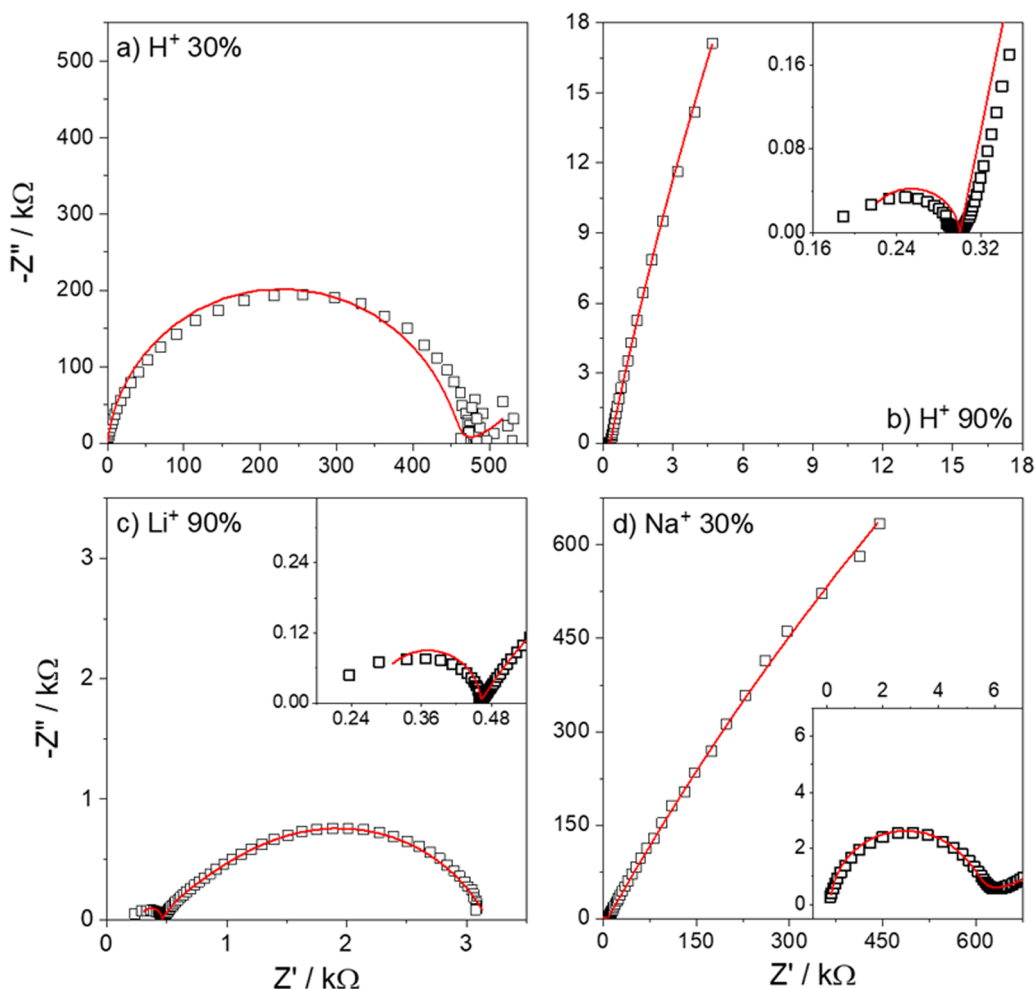 a) H⁺ 30%
500
400
300
200
100
0
0 100 200 300 400 500
-Z" / kΩ
18
15
12
9
6
3
0
0 3 6 9 12 15 18
b) H⁺ 90%
0.16
0.08
0.00
0.16 0.24 0.32
c) Li⁺ 90%
3
2
1
0
0 1 2 3
-Z" / kΩ
Z' / kΩ
0.24
0.12
0.00
0.24 0.36 0.48
d) Na⁺ 30%
600
450
300
150
0
0 150 300 450 600
Z' / kΩ
0 2 4 6
6
4
2
0